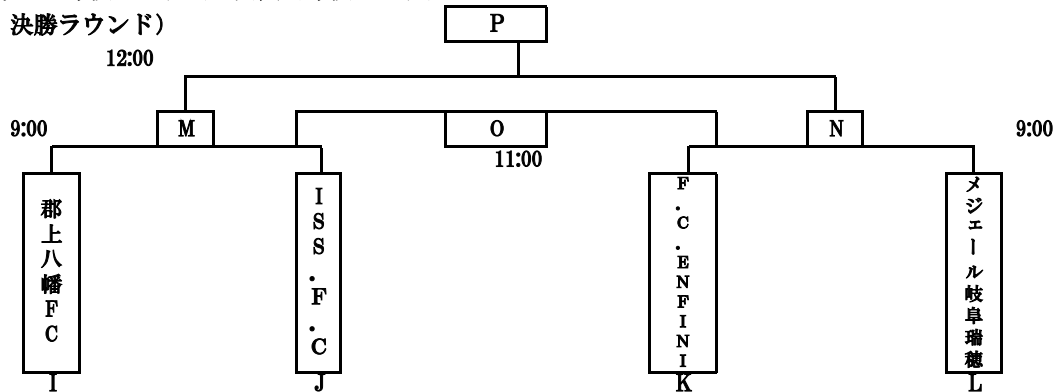 決勝ラウンド）
P
12:00
9:00
M
O
N
9:00
11:00
郡上八幡FC
ISS.F.C
F.C.ENFINI
メジェール岐阜瑞穂
I
J
K
L